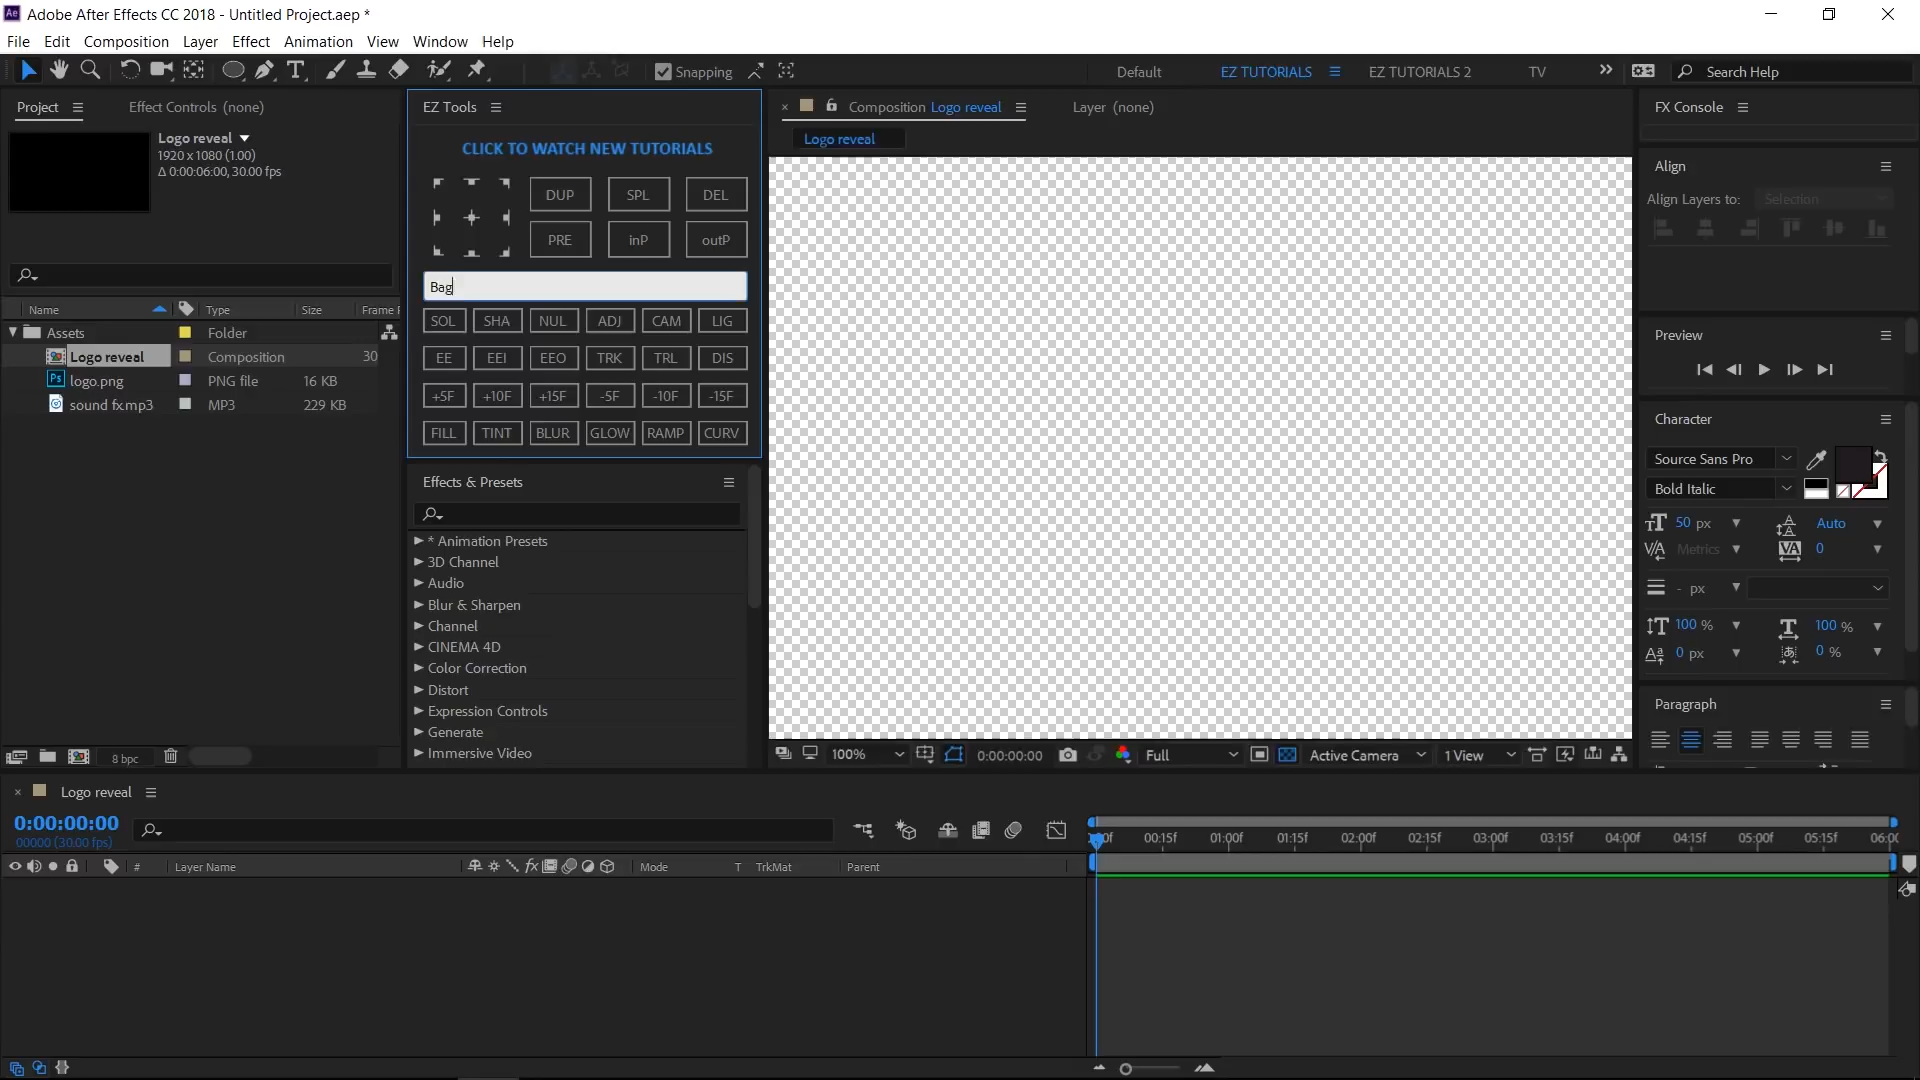 Adobe After Effects CC 2018 - Untitled Project.aep *
File Edit Composition Layer Effect Animation View Window Help
Snapping Default EZ TUTORIALS EZ TUTORIALS 2 TV Search Help
Project Effect Controls (none)
Logo reveal
1920 x 1080 (1.00)
Δ 0:00:06:00, 30.00 fps
Name Type Size Frame
Assets Folder
Logo reveal Composition 30
logo.png PNG file 16 KB
sound fx.mp3 MP3 229 KB
8 bpc
EZ Tools
CLICK TO WATCH NEW TUTORIALS
DUP SPL DEL
PRE inP outP
Bag
SOL SHA NUL ADJ CAM LIG
EE EEI EEO TRK TRL DIS
+5F +10F +15F -5F -10F -15F
FILL TINT BLUR GLOW RAMP CURV
Effects & Presets
* Animation Presets
3D Channel
Audio
Blur & Sharpen
Channel
CINEMA 4D
Color Correction
Distort
Expression Controls
Generate
Immersive Video
Composition Logo reveal Layer (none)
Logo reveal
100% 0:00:00:00 Full Active Camera 1 View
FX Console
Align
Align Layers to: Selection
Preview
Character
Source Sans Pro
Bold Italic
50 px Auto
Metrics 0
- px
100 % 100 %
0 px 0 %
Paragraph
Logo reveal
0:00:00:00
00000 (30.00 fps)
# Layer Name Mode T TrkMat Parent
00f 00:15f 01:00f 01:15f 02:00f 02:15f 03:00f 03:15f 04:00f 04:15f 05:00f 05:15f 06:00